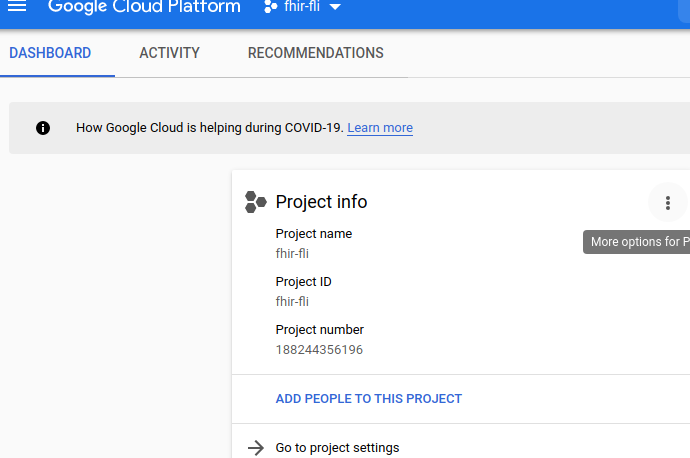 Google Cloud Platform fhir-fli
DASHBOARD ACTIVITY RECOMMENDATIONS
How Google Cloud is helping during COVID-19. Learn more
Project info
More options for P
Project name
fhir-fli
Project ID
fhir-fli
Project number
188244356196
ADD PEOPLE TO THIS PROJECT
Go to project settings